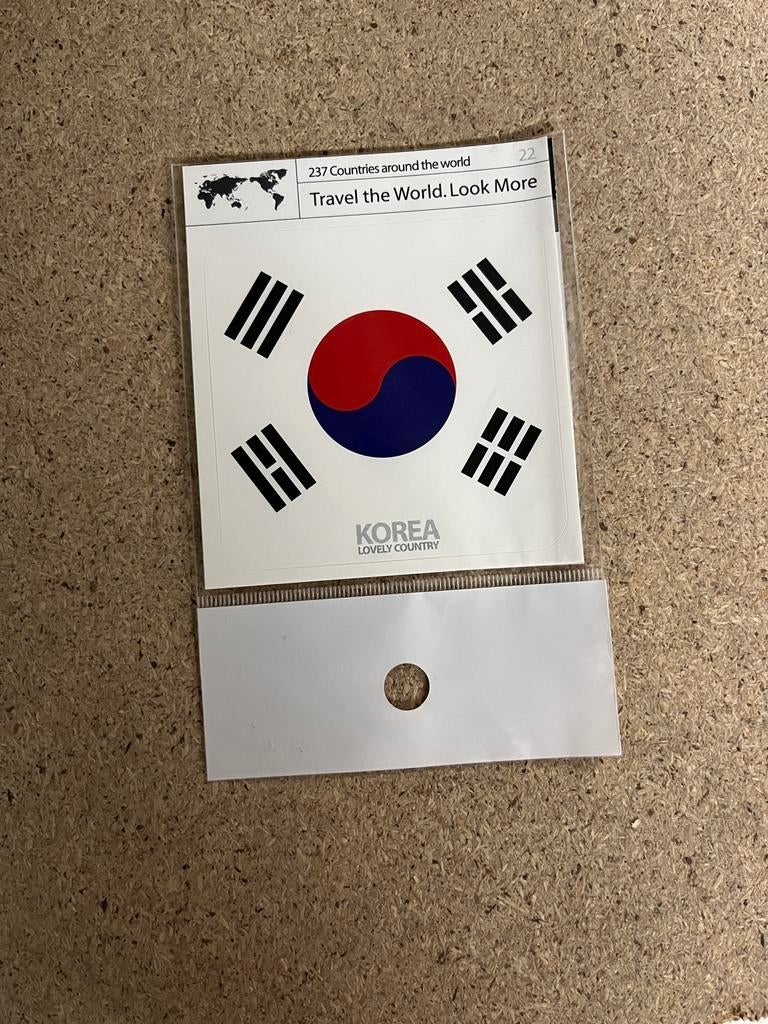 22
237 Countries around the world
Travel the World. Look More
KOREA
LOVELY COUNTRY